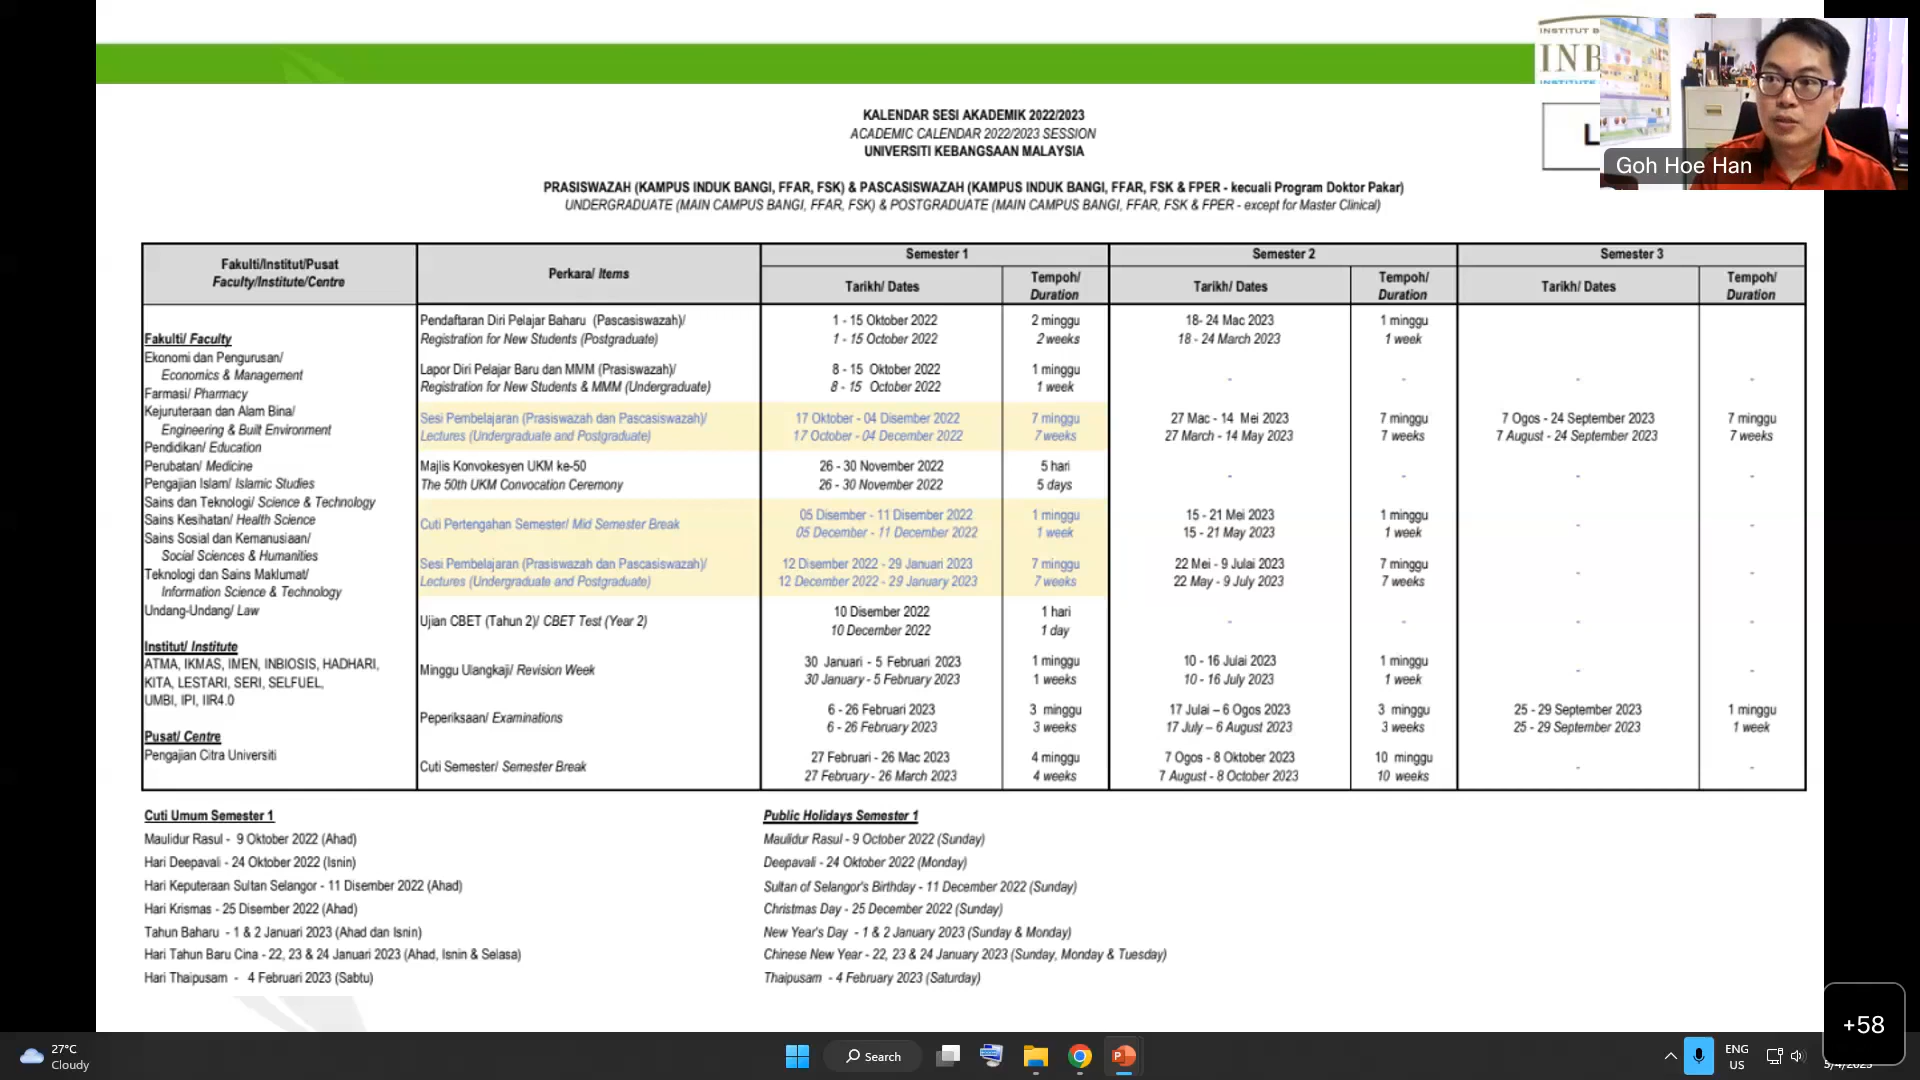 INB
Goh Hoe Han
KALENDAR SESI AKADEMIK 2022/2023
ACADEMIC CALENDAR 2022/2023 SESSION
UNIVERSITI KEBANGSAAN MALAYSIA
PRASISWAZAH (KAMPUS INDUK BANGI, FFAR, FSK) & PASCASISWAZAH (KAMPUS INDUK BANGI, FFAR, FSK & FPER - kecuali Program Doktor Pakar)
UNDERGRADUATE (MAIN CAMPUS BANGI, FFAR, FSK) & POSTGRADUATE (MAIN CAMPUS BANGI, FFAR, FSK & FPER - except for Master Clinical)
Fakulti/Institut/Pusat
Faculty/Institute/Centre
Perkara/ Items
Semester 1
Semester 2
Semester 3
Tarikh/ Dates
Tempoh/
Duration
Tarikh/ Dates
Tempoh/
Duration
Tarikh/ Dates
Tempoh/
Duration
Fakulti/ Faculty
Ekonomi dan Pengurusan/
Economics & Management
Farmasi/ Pharmacy
Kejuruteraan dan Alam Bina/
Engineering & Built Environment
Pendidikan/ Education
Perubatan/ Medicine
Pengajian Islam/ Islamic Studies
Sains dan Teknologi/ Science & Technology
Sains Kesihatan/ Health Science
Sains Sosial dan Kemanusiaan/
Social Sciences & Humanities
Teknologi dan Sains Maklumat/
Information Science & Technology
Undang-Undang/ Law
Institut/ Institute
ATMA, IKMAS, IMEN, INBIOSIS, HADHARI,
KITA, LESTARI, SERI, SELFUEL,
UMBI, IPI, IIR4.0
Pusat/ Centre
Pengajian Citra Universiti
Pendaftaran Diri Pelajar Baharu (Pascasiswazah)/ 1 - 15 Oktober 2022 2 minggu 18- 24 Mac 2023 1 minggu
Registration for New Students (Postgraduate) 1 - 15 October 2022 2 weeks 18 - 24 March 2023 1 week
Lapor Diri Pelajar Baru dan MMM (Prasiswazah)/ 8 - 15 Oktober 2022 1 minggu
Registration for New Students & MMM (Undergraduate) 8 - 15 October 2022 1 week - - - -
Sesi Pembelajaran (Prasiswazah dan Pascasiswazah)/ 17 Oktober - 04 Disember 2022 7 minggu 27 Mac - 14 Mei 2023 7 minggu 7 Ogos - 24 September 2023 7 minggu
Lectures (Undergraduate and Postgraduate) 17 October - 04 December 2022 7 weeks 27 March - 14 May 2023 7 weeks 7 August - 24 September 2023 7 weeks
Majlis Konvokesyen UKM ke-50 26 - 30 November 2022 5 hari
The 50th UKM Convocation Ceremony 26 - 30 November 2022 5 days - - - -
Cuti Pertengahan Semester/ Mid Semester Break 05 Disember - 11 Disember 2022 1 minggu 15 - 21 Mei 2023 1 minggu - -
05 December - 11 December 2022 1 week 15 - 21 May 2023 1 week
Sesi Pembelajaran (Prasiswazah dan Pascasiswazah)/ 12 Disember 2022 - 29 Januari 2023 7 minggu 22 Mei - 9 Julai 2023 7 minggu - -
Lectures (Undergraduate and Postgraduate) 12 December 2022 - 29 January 2023 7 weeks 22 May - 9 July 2023 7 weeks
Ujian CBET (Tahun 2)/ CBET Test (Year 2) 10 Disember 2022 1 hari - - - -
10 December 2022 1 day
Minggu Ulangkaji/ Revision Week 30 Januari - 5 Februari 2023 1 minggu 10 - 16 Julai 2023 1 minggu - -
30 January - 5 February 2023 1 weeks 10 - 16 July 2023 1 week
Peperiksaan/ Examinations 6 - 26 Februari 2023 3 minggu 17 Julai – 6 Ogos 2023 3 minggu 25 - 29 September 2023 1 minggu
6 - 26 February 2023 3 weeks 17 July – 6 August 2023 3 weeks 25 - 29 September 2023 1 week
Cuti Semester/ Semester Break 27 Februari - 26 Mac 2023 4 minggu 7 Ogos - 8 Oktober 2023 10 minggu - -
27 February - 26 March 2023 4 weeks 7 August - 8 October 2023 10 weeks
Cuti Umum Semester 1
Maulidur Rasul - 9 Oktober 2022 (Ahad)
Hari Deepavali - 24 Oktober 2022 (Isnin)
Hari Keputeraan Sultan Selangor - 11 Disember 2022 (Ahad)
Hari Krismas - 25 Disember 2022 (Ahad)
Tahun Baharu - 1 & 2 Januari 2023 (Ahad dan Isnin)
Hari Tahun Baru Cina - 22, 23 & 24 Januari 2023 (Ahad, Isnin & Selasa)
Hari Thaipusam - 4 Februari 2023 (Sabtu)
Public Holidays Semester 1
Maulidur Rasul - 9 October 2022 (Sunday)
Deepavali - 24 Oktober 2022 (Monday)
Sultan of Selangor's Birthday - 11 December 2022 (Sunday)
Christmas Day - 25 December 2022 (Sunday)
New Year's Day - 1 & 2 January 2023 (Sunday & Monday)
Chinese New Year - 22, 23 & 24 January 2023 (Sunday, Monday & Tuesday)
Thaipusam - 4 February 2023 (Saturday)
+58
27°C
Cloudy
Search
ENG
US